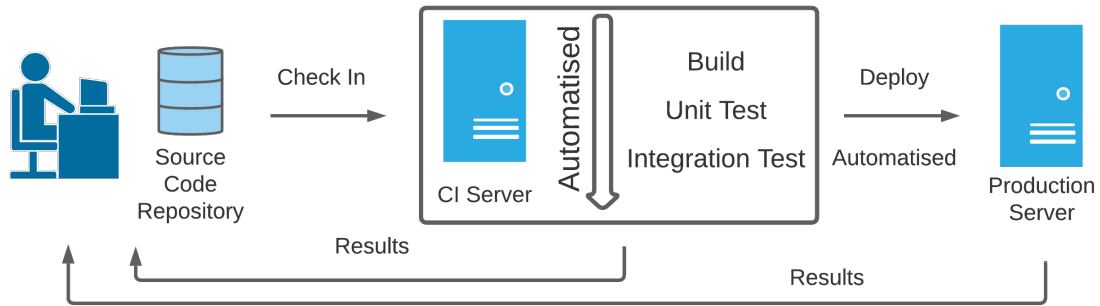 Source
Code
Repository
Check In
CI Server
Automatised
Build
Unit Test
Integration Test
Deploy
Automatised
Production
Server
Results
Results